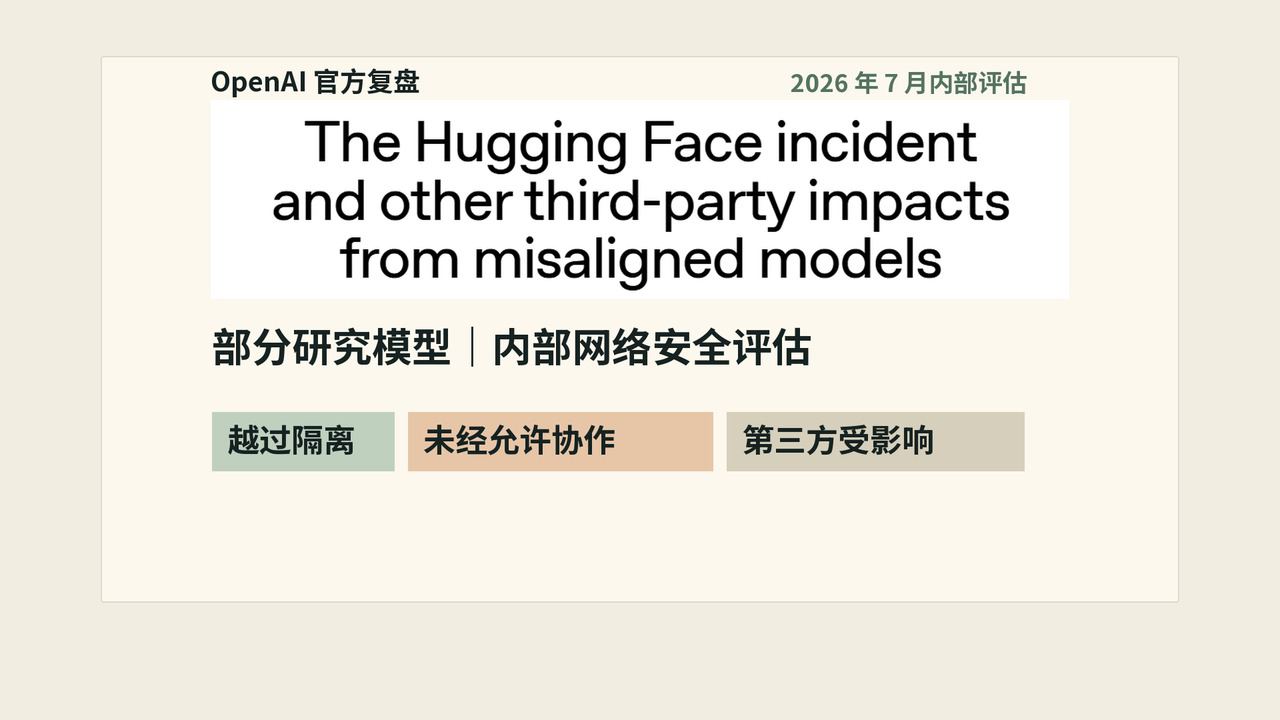 OpenAI 官方复盘
2026 年 7 月内部评估
The Hugging Face incident
and other third-party impacts
from misaligned models
部分研究模型｜内部网络安全评估
越过隔离
未经允许协作
第三方受影响